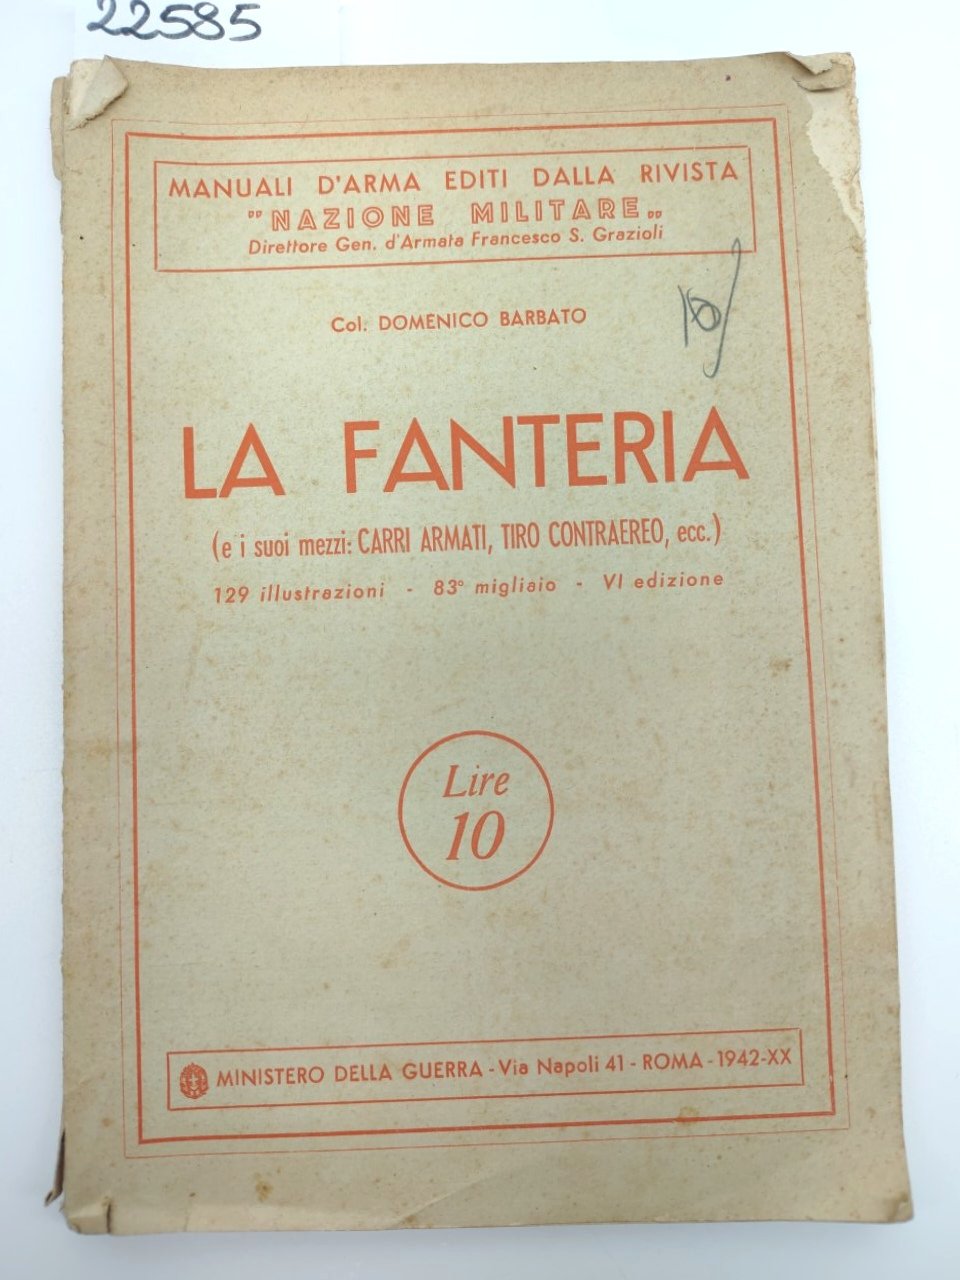 22585
MANUALI D'ARMA EDITI DALLA RIVISTA
"NAZIONE MILITARE„
Direttore Gen. d'Armata Francesco S. Grazioli
Col. DOMENICO BARBATO
LA FANTERIA
(e i suoi mezzi: CARRI ARMATI, TIRO CONTRAEREO, ecc.)
129 illustrazioni - 83° migliaio - VI edizione
Lire
10
MINISTERO DELLA GUERRA - Via Napoli 41 - ROMA - 1942-XX